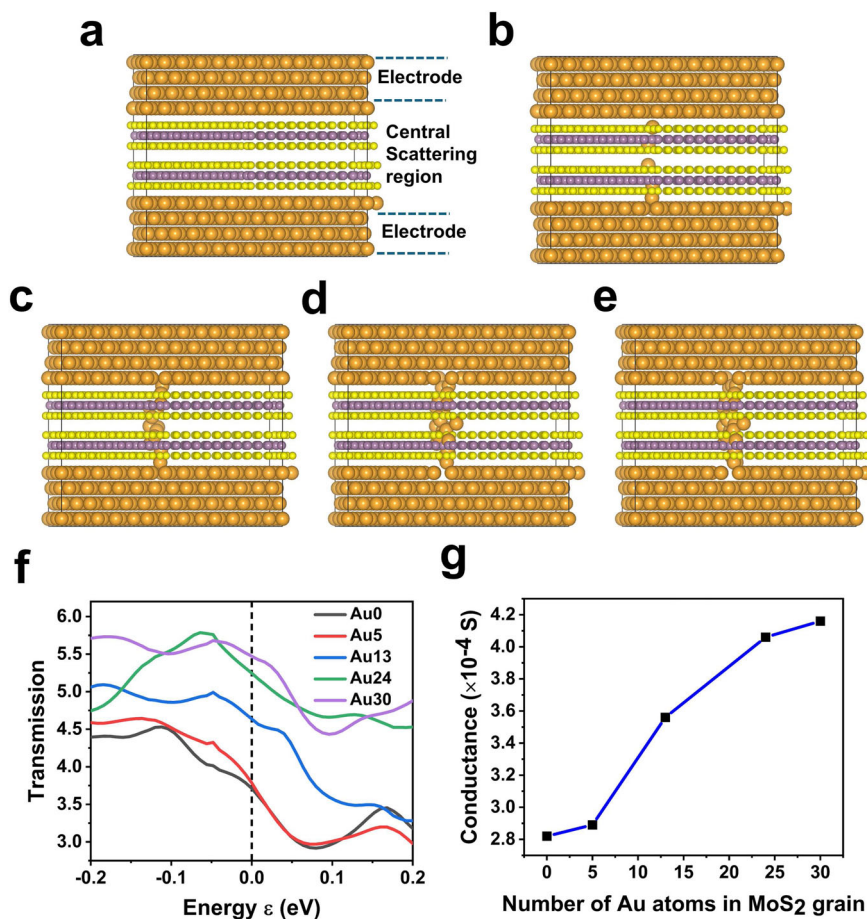 a
Electrode
Central
Scattering
region
Electrode
b
c
d
e
f
Transmission
6.0
5.5
5.0
4.5
4.0
3.5
3.0
Au0
Au5
Au13
Au24
Au30
-0.2
-0.1
0.0
0.1
0.2
Energy ε (eV)
g
Conductance (×10⁻⁴ S)
4.2
4.0
3.8
3.6
3.4
3.2
3.0
2.8
0
5
10
15
20
25
30
Number of Au atoms in MoS₂ grain